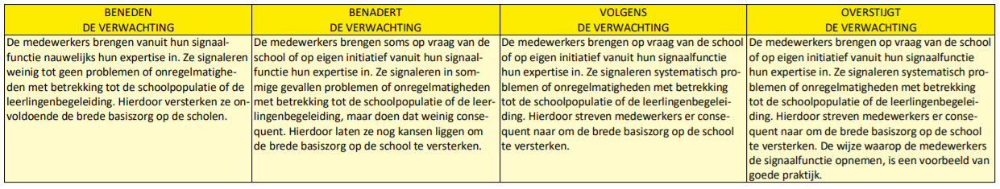 BENEDEN
DE VERWACHTING
De medewerkers brengen vanuit hun signaal-
functie nauwelijks hun expertise in. Ze signaleren
weinig tot geen problemen of onregelmatighe-
den met betrekking tot de schoolpopulatie of de
leerlingenbegeleiding. Hierdoor versterken ze on-
voldoende de brede basiszorg op de scholen.
BENADERT
DE VERWACHTING
De medewerkers brengen soms op vraag van de
school of op eigen initiatief vanuit hun signaal-
functie hun expertise in. Ze signaleren in som-
mige gevallen problemen of onregelmatigheden
met betrekking tot de schoolpopulatie of de leer-
lingenbegeleiding, maar doen dat weinig conse-
quent. Hierdoor laten ze nog kansen liggen om
de brede basiszorg op de school te versterken.
VOLGENS
DE VERWACHTING
De medewerkers brengen op vraag van de school
of op eigen initiatief vanuit hun signaalfunctie
hun expertise in. Ze signaleren systematisch pro-
blemen of onregelmatigheden met betrekking
tot de schoolpopulatie of de leerlingenbegelei-
ding. Hierdoor streven medewerkers er conse-
quent naar om de brede basiszorg op de school
te versterken.
OVERSTIJGT
DE VERWACHTING
De medewerkers brengen op vraag van de school
of op eigen initiatief vanuit hun signaalfunctie
hun expertise in. Ze signaleren systematisch pro-
blemen of onregelmatigheden met betrekking
tot de schoolpopulatie of de leerlingenbegelei-
ding. Hierdoor streven medewerkers er conse-
quent naar om de brede basiszorg op de school
te versterken. De wijze waarop de medewerkers
de signaalfunctie opnemen, is een voorbeeld van
goede praktijk.